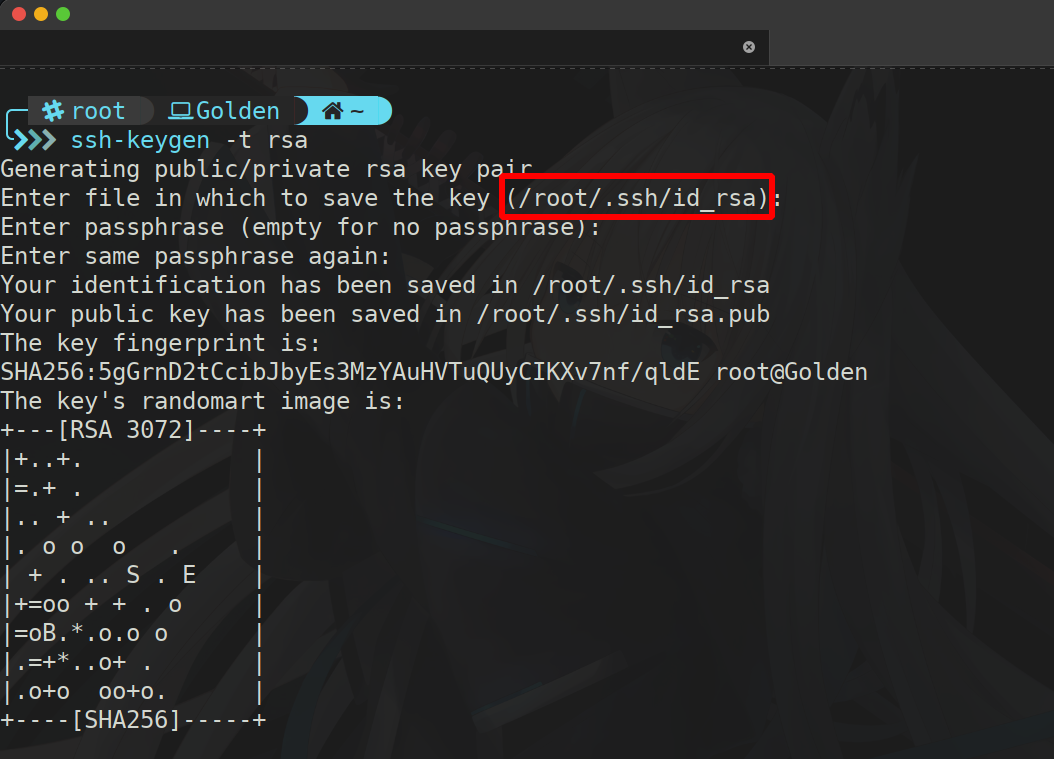 root Golden ~
ssh-keygen -t rsa
Generating public/private rsa key pair.
Enter file in which to save the key (/root/.ssh/id_rsa):
Enter passphrase (empty for no passphrase):
Enter same passphrase again:
Your identification has been saved in /root/.ssh/id_rsa
Your public key has been saved in /root/.ssh/id_rsa.pub
The key fingerprint is:
SHA256:5gGrnD2tCcibJbyEs3MzYAuHVTuQUyCIKXv7nf/qldE root@Golden
The key's randomart image is:
+---[RSA 3072]----+
|+..+.            |
|=.+ .            |
|.. + ..          |
|. o o  o   .     |
| + . .. S . E    |
|+=oo + + . o     |
|=oB.*.o.o o      |
|.=+*..o+ .       |
|.o+o  oo+o.      |
+----[SHA256]-----+